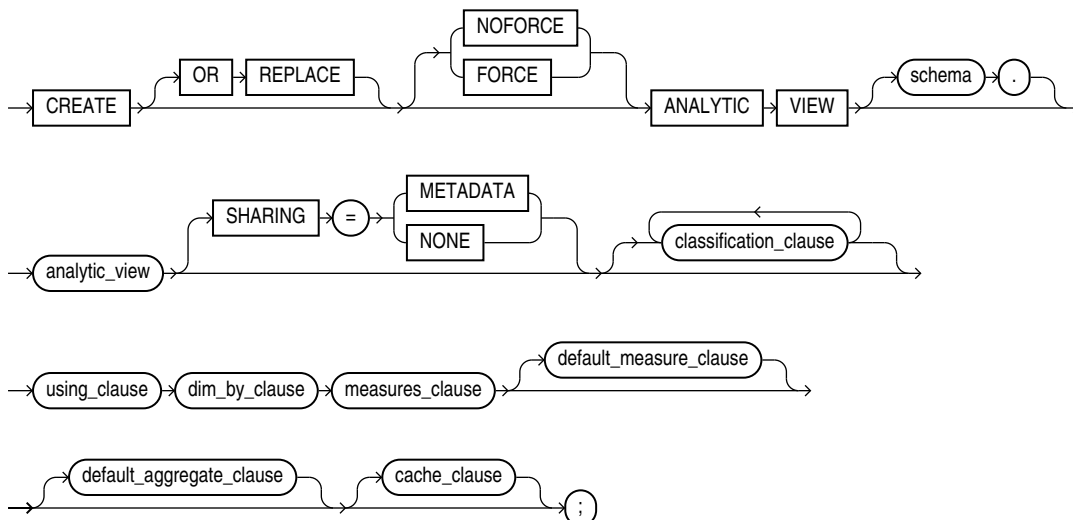 NOFORCE
OR REPLACE FORCE schema .
CREATE ANALYTIC VIEW
METADATA
SHARING = NONE classification_clause
analytic_view
default_measure_clause
using_clause dim_by_clause measures_clause
default_aggregate_clause cache_clause
;